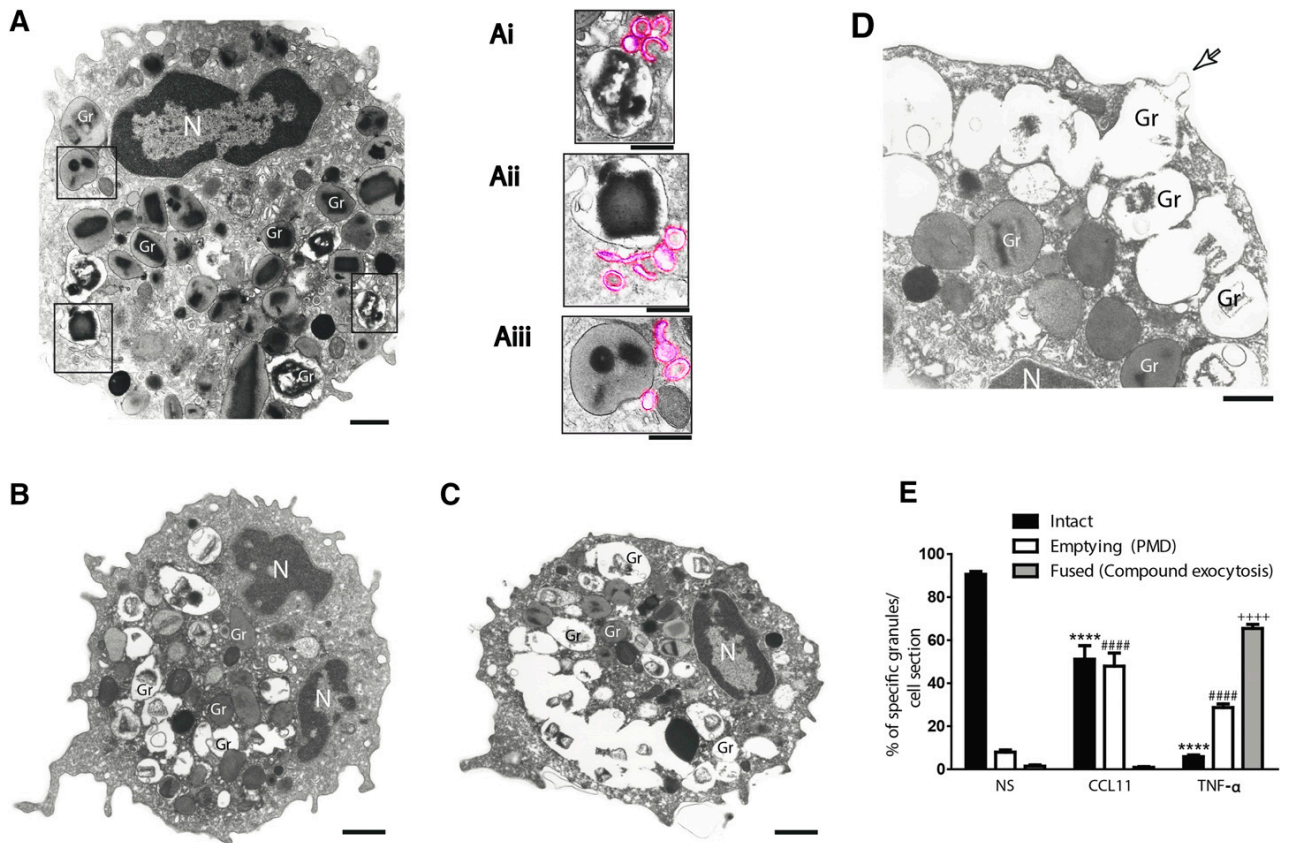 A
Gr
N
Gr
Gr
Gr
Gr
Ai
Aii
Aiii
D
Gr
Gr
Gr
Gr
Gr
N
B
N
Gr
Gr
N
Gr
Gr
C
Gr
Gr
Gr
N
Gr
E
Intact
Emptying (PMD)
Fused (Compound exocytosis)
% of specific granules/
cell section
100
80
60
40
20
0
****
####
****
####
++++
NS
CCL11
TNF-α